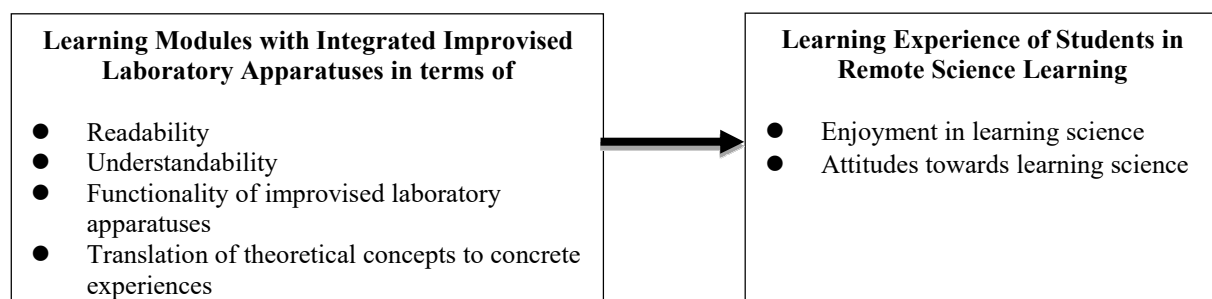 Learning Modules with Integrated Improvised
Laboratory Apparatuses in terms of
● Readability
● Understandability
● Functionality of improvised laboratory
apparatuses
● Translation of theoretical concepts to concrete
experiences
Learning Experience of Students in
Remote Science Learning
● Enjoyment in learning science
● Attitudes towards learning science